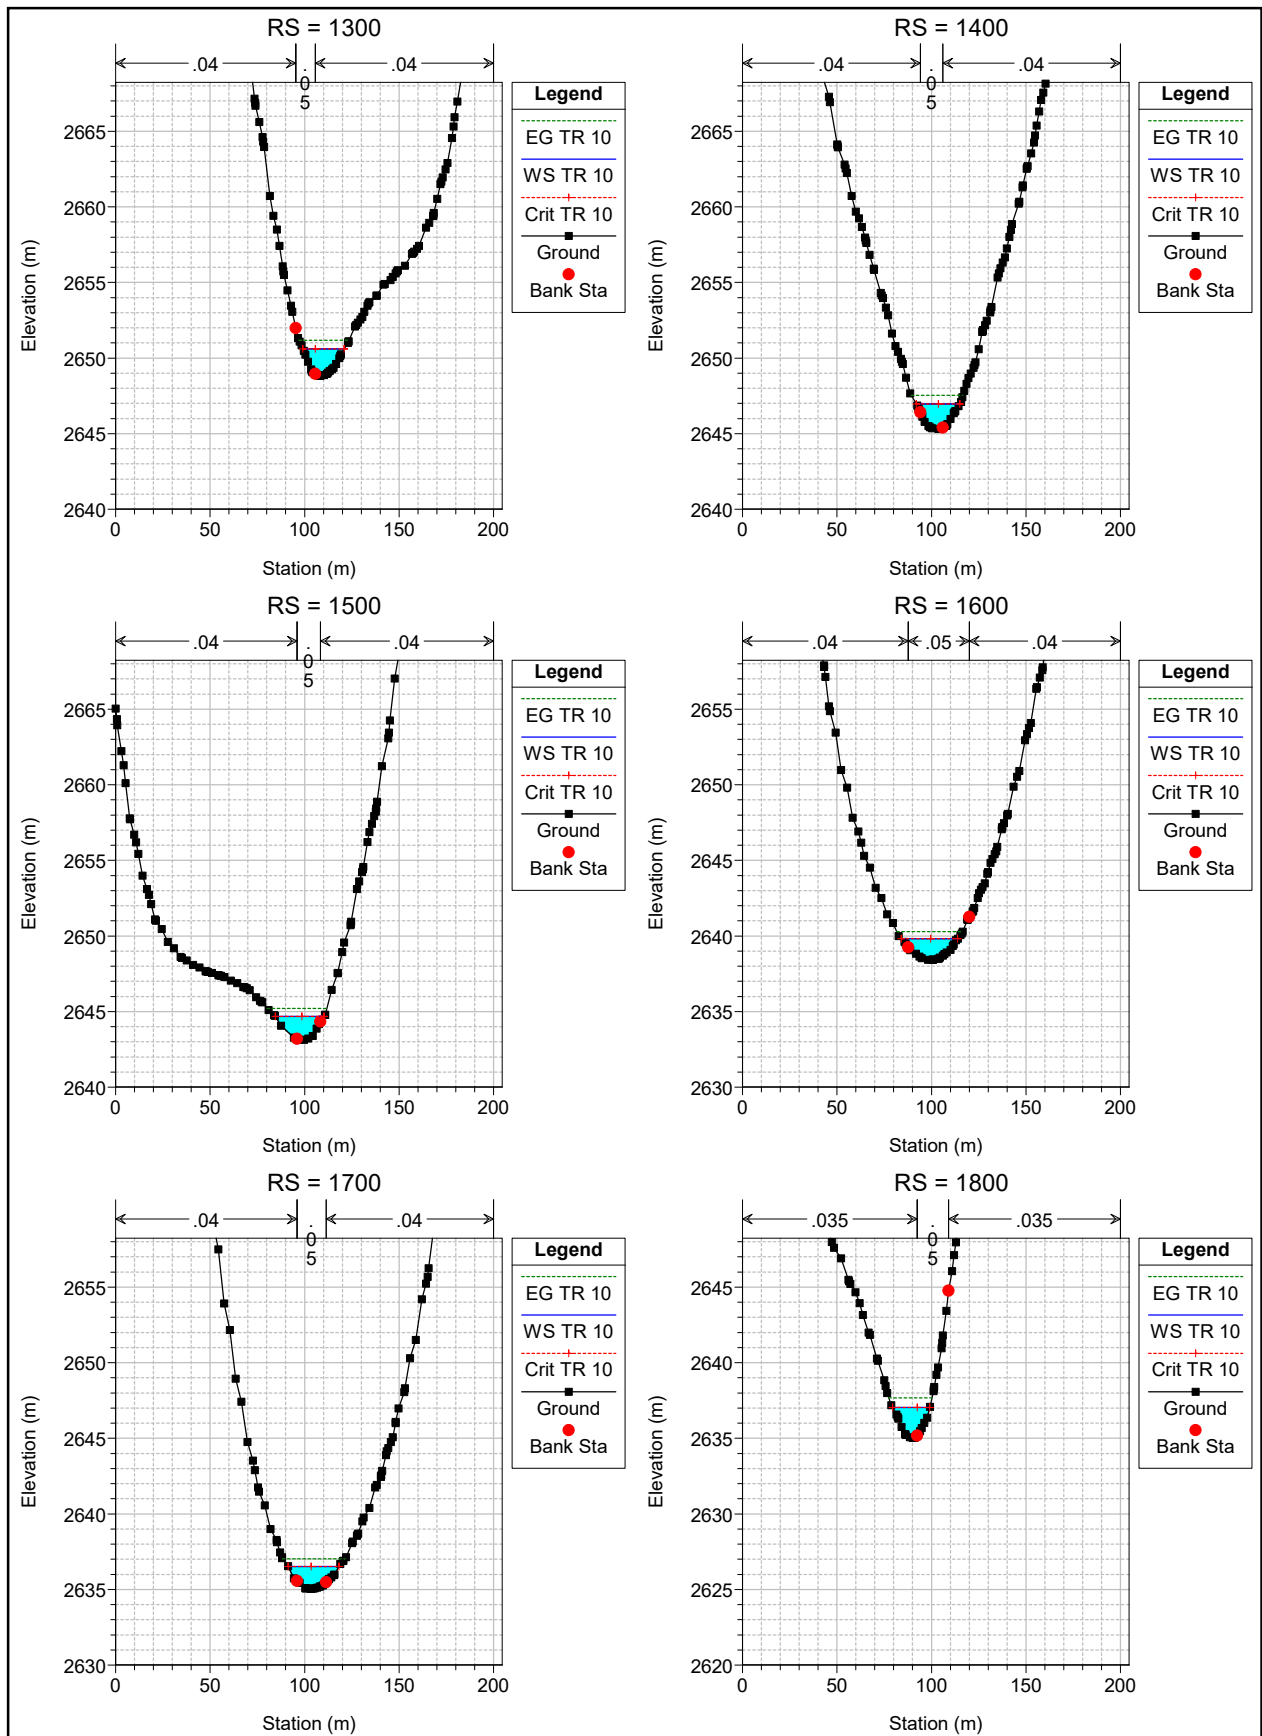 RS = 1300
.04
.
0
5
.04
2665
2660
2655
2650
2645
2640
Elevation (m)
0 50 100 150 200
Station (m)
Legend
EG TR 10
WS TR 10
Crit TR 10
Ground
Bank Sta
RS = 1400
.04
.
0
5
.04
2665
2660
2655
2650
2645
2640
Elevation (m)
0 50 100 150 200
Station (m)
Legend
EG TR 10
WS TR 10
Crit TR 10
Ground
Bank Sta
RS = 1500
.04
.
0
5
.04
2665
2660
2655
2650
2645
2640
Elevation (m)
0 50 100 150 200
Station (m)
Legend
EG TR 10
WS TR 10
Crit TR 10
Ground
Bank Sta
RS = 1600
.04 .05 .04
2655
2650
2645
2640
2635
2630
Elevation (m)
0 50 100 150 200
Station (m)
Legend
EG TR 10
WS TR 10
Crit TR 10
Ground
Bank Sta
RS = 1700
.04
.
0
5
.04
2655
2650
2645
2640
2635
2630
Elevation (m)
0 50 100 150 200
Station (m)
Legend
EG TR 10
WS TR 10
Crit TR 10
Ground
Bank Sta
RS = 1800
.035
.
0
5
.035
2645
2640
2635
2630
2625
2620
Elevation (m)
0 50 100 150 200
Station (m)
Legend
EG TR 10
WS TR 10
Crit TR 10
Ground
Bank Sta